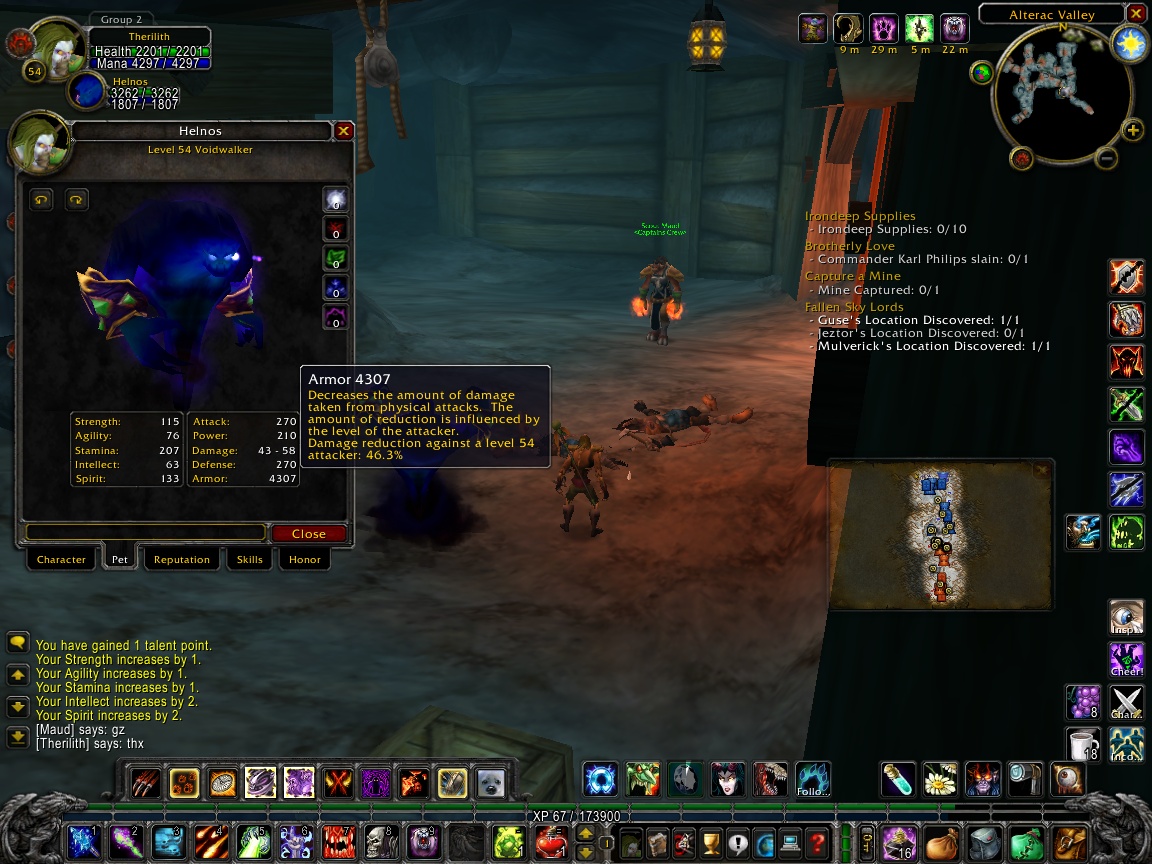 Group 2
Therilith
Health 2201 / 2201
Mana 4297 / 4297
54
Helnos
3262 / 3262
1807 / 1807
Helnos
Level 54 Voidwalker
0
0
0
0
0
Strength: 115
Agility: 76
Stamina: 207
Intellect: 63
Spirit: 133
Attack: 270
Power: 210
Damage: 43 - 58
Defense: 270
Armor: 4307
Armor 4307
Decreases the amount of damage
taken from physical attacks. The
amount of reduction is influenced by
the level of the attacker.
Damage reduction against a level 54
attacker: 46.3%
Close
Character
Pet
Reputation
Skills
Honor
Scout Maud
<Captains Crew>
9 m
29 m
5 m
22 m
Alterac Valley
N
Irondeep Supplies
- Irondeep Supplies: 0/10
Brotherly Love
- Commander Karl Philips slain: 0/1
Capture a Mine
- Mine Captured: 0/1
Fallen Sky Lords
- Guse's Location Discovered: 1/1
- Jeztor's Location Discovered: 0/1
- Mulverick's Location Discovered: 1/1
You have gained 1 talent point.
Your Strength increases by 1.
Your Agility increases by 1.
Your Stamina increases by 1.
Your Intellect increases by 2.
Your Spirit increases by 2.
[Maud] says: gz
[Therilith] says: thx
Insp
Cheer!
8
Char..
18
Incd..
Follo..
XP 67 / 173900
1
2
3
4
5
6
7
8
9
1
16